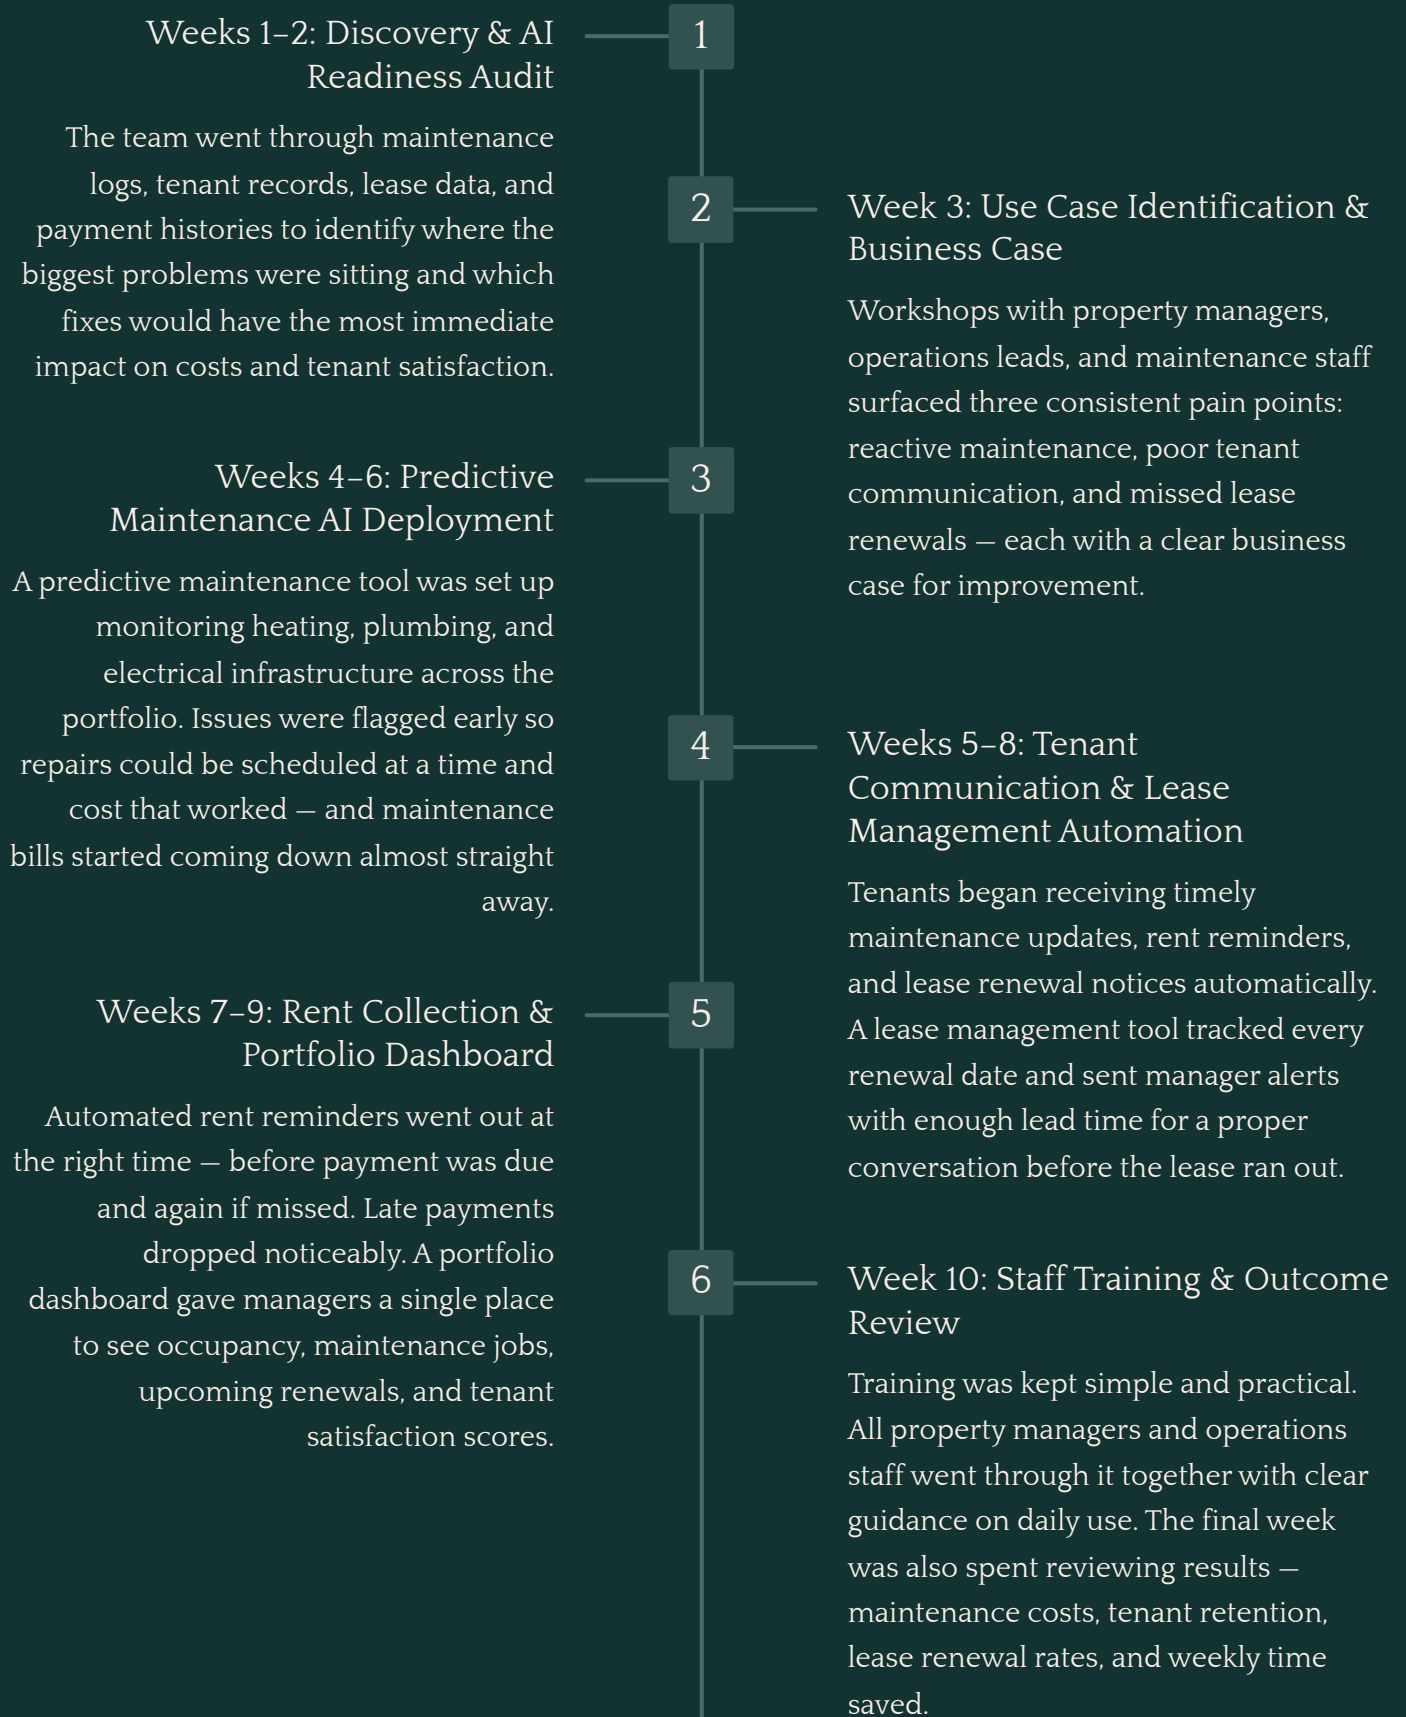 Weeks 1–2: Discovery & AI
Readiness Audit
1
The team went through maintenance
logs, tenant records, lease data, and
payment histories to identify where the
biggest problems were sitting and which
fixes would have the most immediate
impact on costs and tenant satisfaction.
2
Week 3: Use Case Identification &
Business Case
Workshops with property managers,
operations leads, and maintenance staff
surfaced three consistent pain points:
reactive maintenance, poor tenant
communication, and missed lease
renewals — each with a clear business
case for improvement.
Weeks 4–6: Predictive
Maintenance AI Deployment
3
A predictive maintenance tool was set up
monitoring heating, plumbing, and
electrical infrastructure across the
portfolio. Issues were flagged early so
repairs could be scheduled at a time and
cost that worked — and maintenance
bills started coming down almost straight
away.
4
Weeks 5–8: Tenant
Communication & Lease
Management Automation
Tenants began receiving timely
maintenance updates, rent reminders,
and lease renewal notices automatically.
A lease management tool tracked every
renewal date and sent manager alerts
with enough lead time for a proper
conversation before the lease ran out.
Weeks 7–9: Rent Collection &
Portfolio Dashboard
5
Automated rent reminders went out at
the right time — before payment was due
and again if missed. Late payments
dropped noticeably. A portfolio
dashboard gave managers a single place
to see occupancy, maintenance jobs,
upcoming renewals, and tenant
satisfaction scores.
6
Week 10: Staff Training & Outcome
Review
Training was kept simple and practical.
All property managers and operations
staff went through it together with clear
guidance on daily use. The final week
was also spent reviewing results —
maintenance costs, tenant retention,
lease renewal rates, and weekly time
saved.